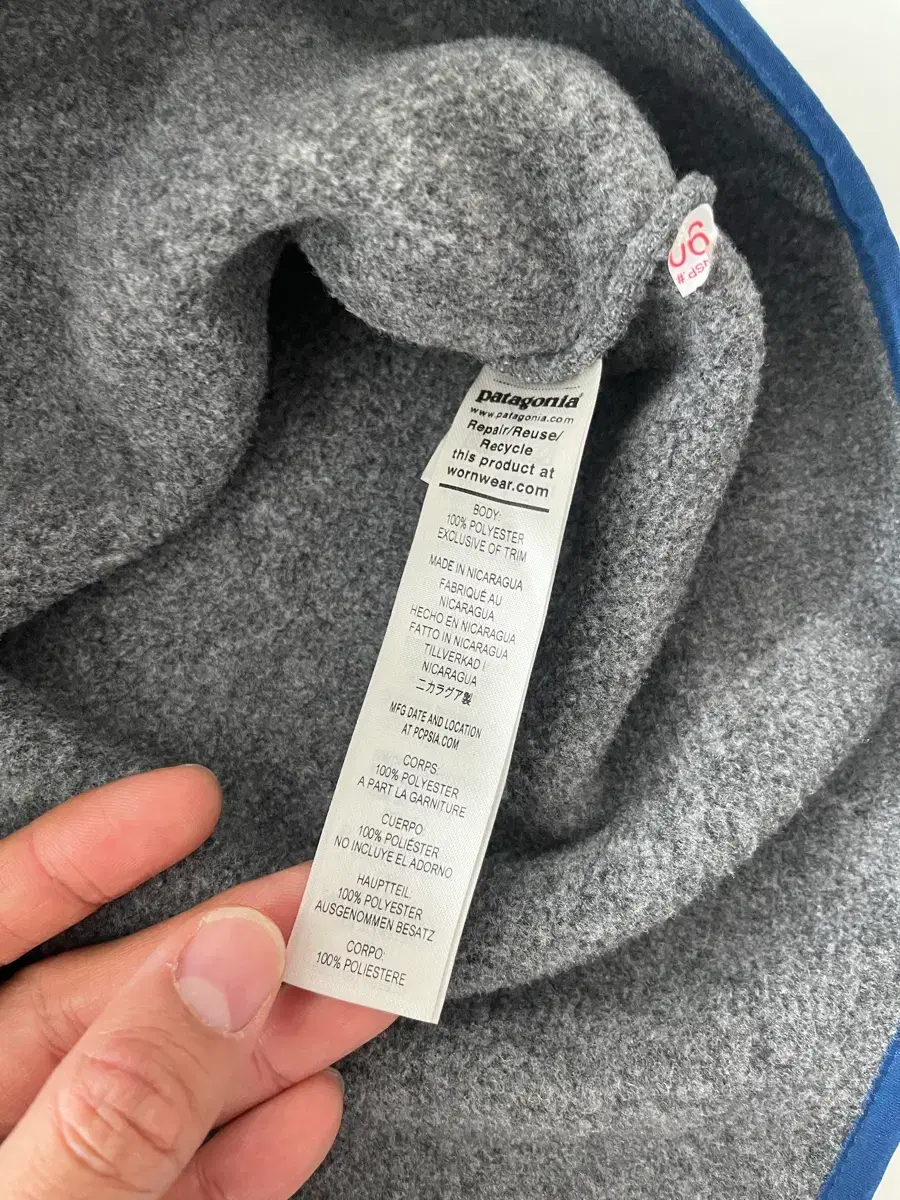 patagonia
www.patagonia.com
Repair/Reuse/
Recycle
this product at
wornwear.com
BODY:
100% POLYESTER
EXCLUSIVE OF TRIM
MADE IN NICARAGUA
FABRIQUÉ AU
NICARAGUA
HECHO EN NICARAGUA
FATTO IN NICARAGUA
TILLVERKAD I
NICARAGUA
ニカラグア製
MFG DATE AND LOCATION
AT PCPSIA.COM
CORPS:
100% POLYESTER
A PART LA GARNITURE
CUERPO
100% POLIÉSTER
NO INCLUYE EL ADORNO
HAUPTTEIL:
100% POLYESTER
AUSGENOMMEN BESATZ
CORPO:
100% POLIESTERE